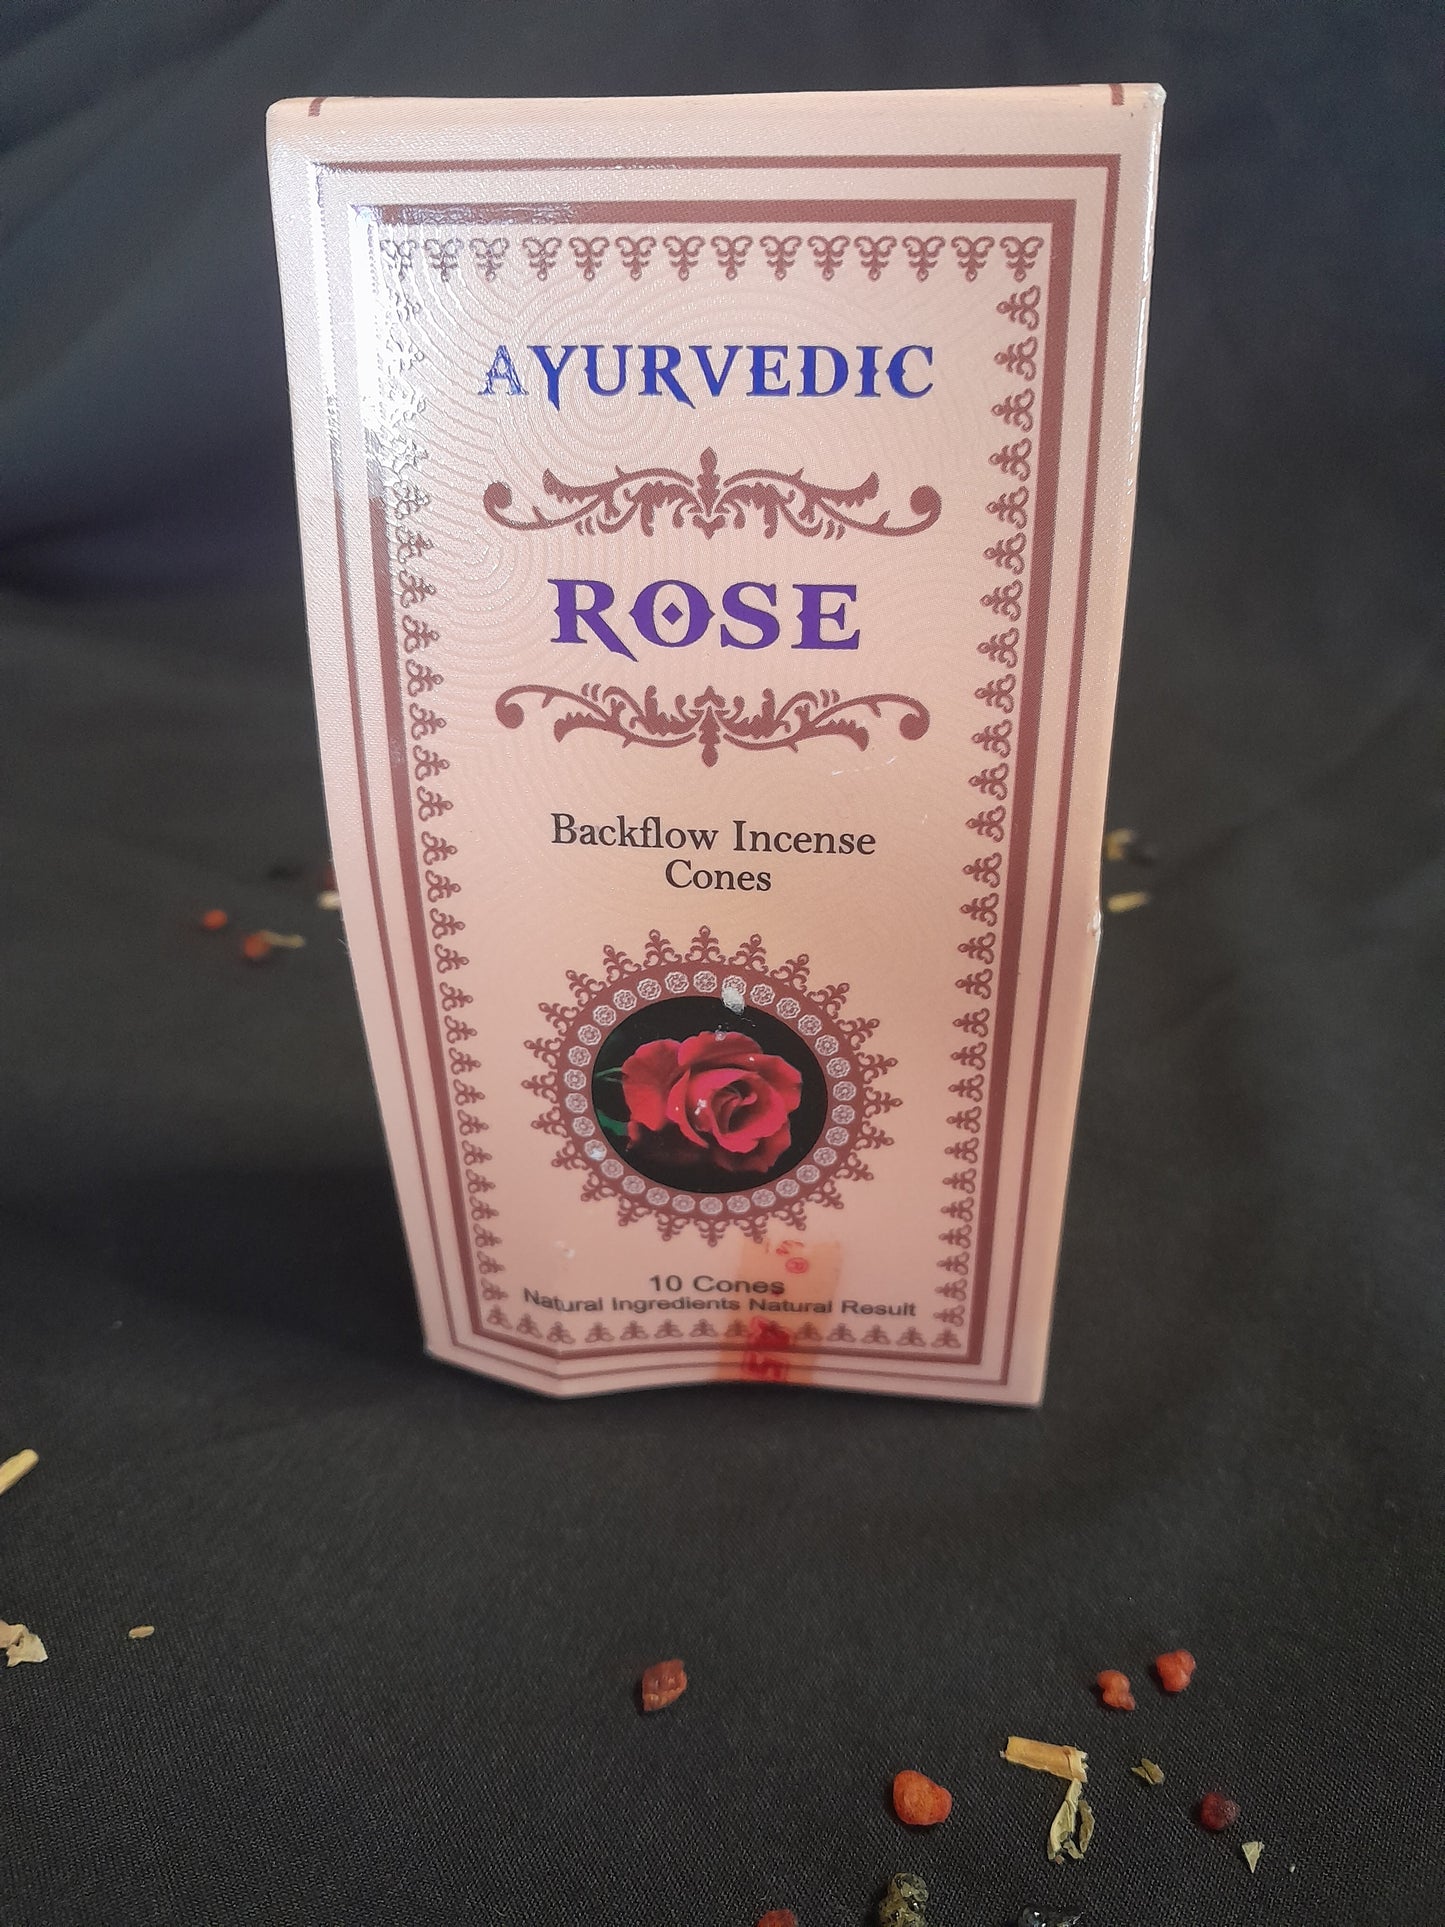 AYURVEDIC
ROSE
Backflow Incense
Cones
10 Cones
Natural Ingredients Natural Result